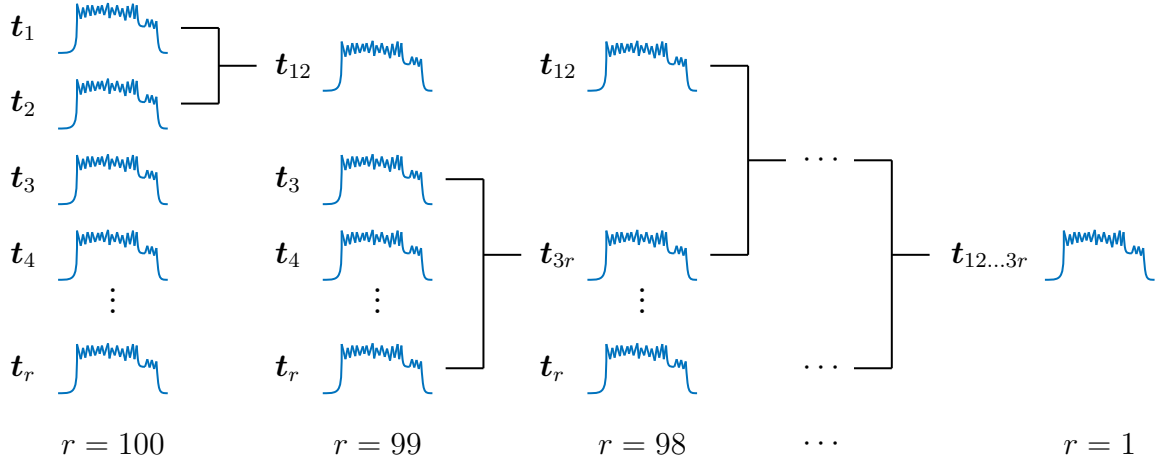 t₁
t₁₂ t₁₂
t₂
t₃ t₃ ⋯
t₄ t₄ t₃ᵣ t₁₂…₃ᵣ
⋮ ⋮ ⋮
tᵣ tᵣ tᵣ ⋯
r = 100 r = 99 r = 98 ⋯ r = 1